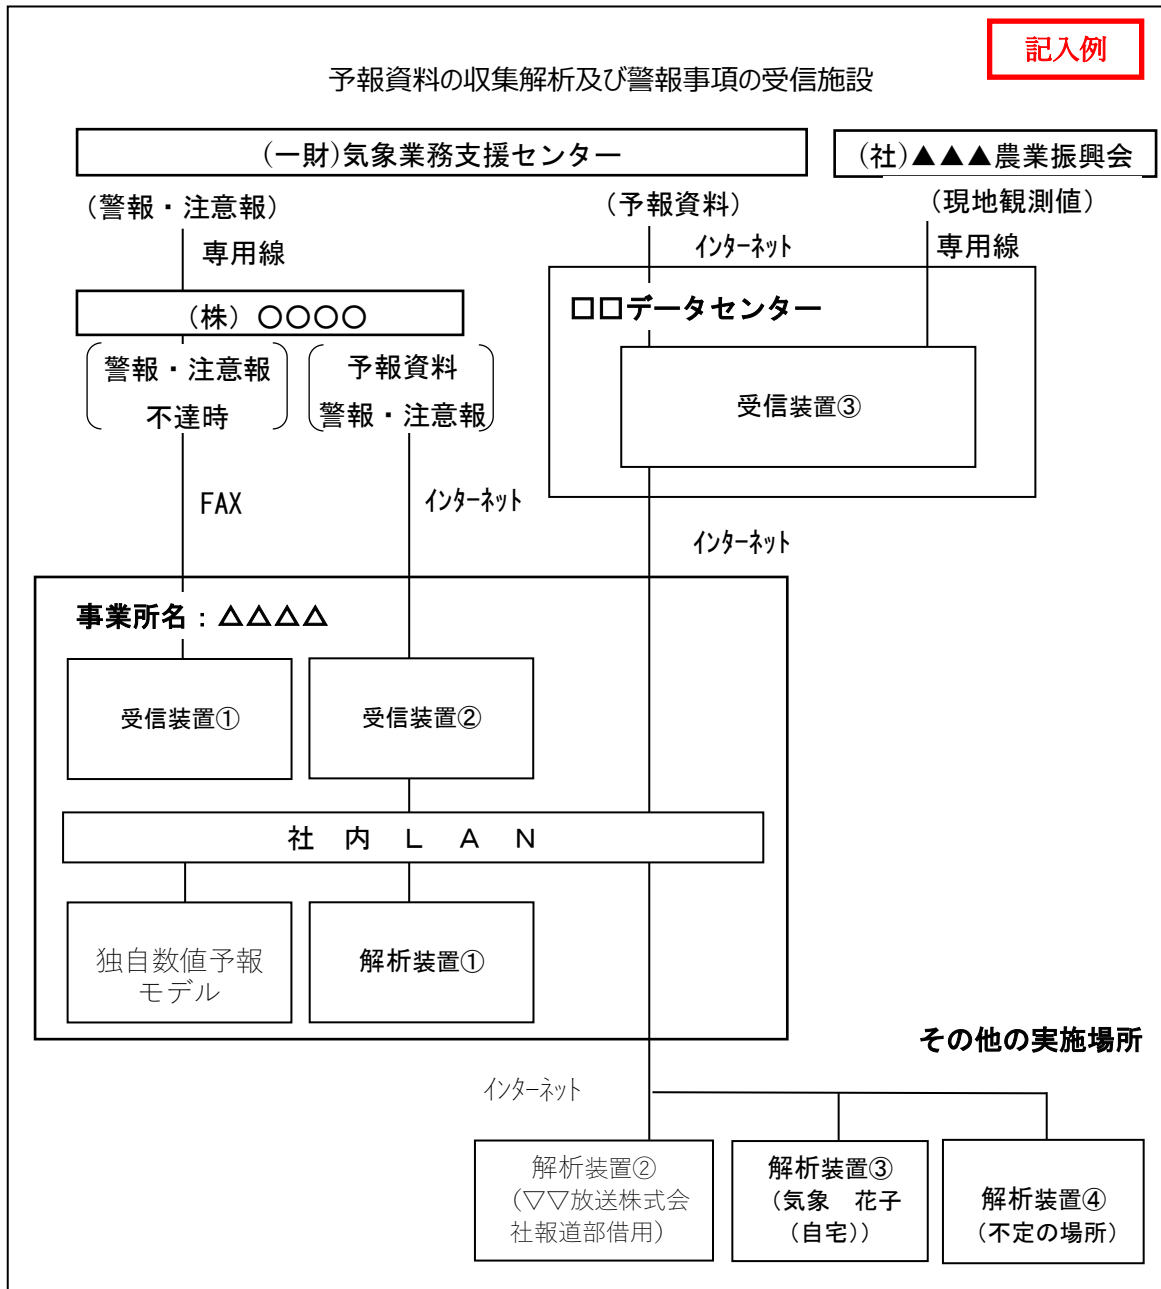 記入例
予報資料の収集解析及び警報事項の受信施設
(一財)気象業務支援センター
(社)▲▲▲農業振興会
(警報・注意報)
(予報資料)
(現地観測値)
専用線
インターネット
専用線
(株) 〇〇〇〇
口口データセンター
警報・注意報
不達時
予報資料
警報・注意報
受信装置③
FAX
インターネット
インターネット
事業所名：△△△△
受信装置①
受信装置②
社 内 L A N
独自数値予報
モデル
解析装置①
その他の実施場所
インターネット
解析装置②
(▽▽放送株式会
社報道部借用)
解析装置③
(気象 花子
(自宅))
解析装置④
(不定の場所)